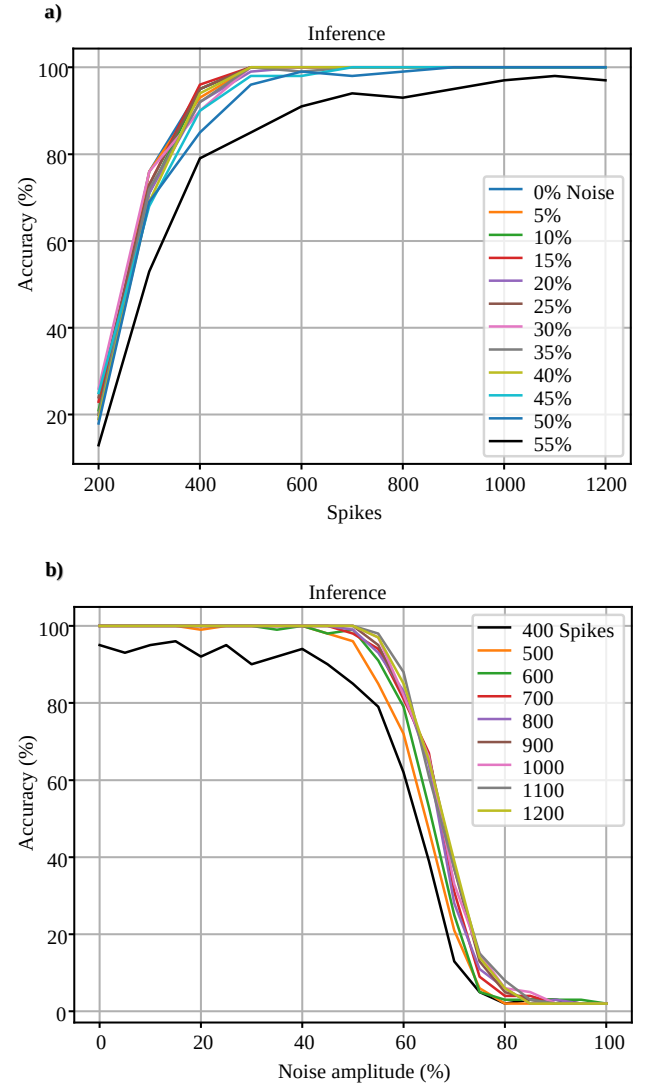 a)
Inference
100
80
60
40
20
Accuracy (%)
0% Noise
5%
10%
15%
20%
25%
30%
35%
40%
45%
50%
55%
200 400 600 800 1000 1200
Spikes
b)
Inference
100
80
60
40
20
0
Accuracy (%)
400 Spikes
500
600
700
800
900
1000
1100
1200
0 20 40 60 80 100
Noise amplitude (%)